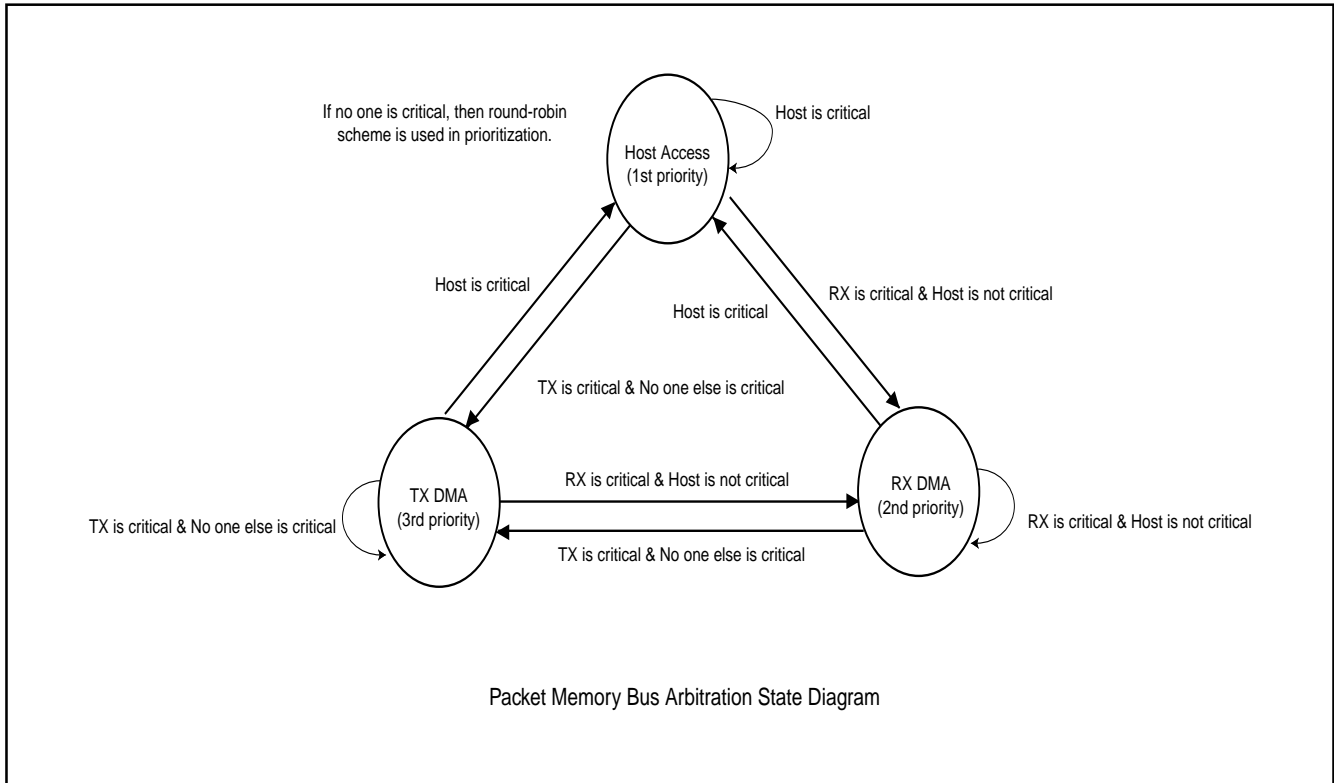 If no one is critical, then round-robin
scheme is used in prioritization.
Host is critical
Host Access
(1st priority)
Host is critical
RX is critical & Host is not critical
Host is critical
TX is critical & No one else is critical
RX is critical & Host is not critical
TX DMA
(3rd priority)
RX DMA
(2nd priority)
TX is critical & No one else is critical
RX is critical & Host is not critical
TX is critical & No one else is critical
Packet Memory Bus Arbitration State Diagram